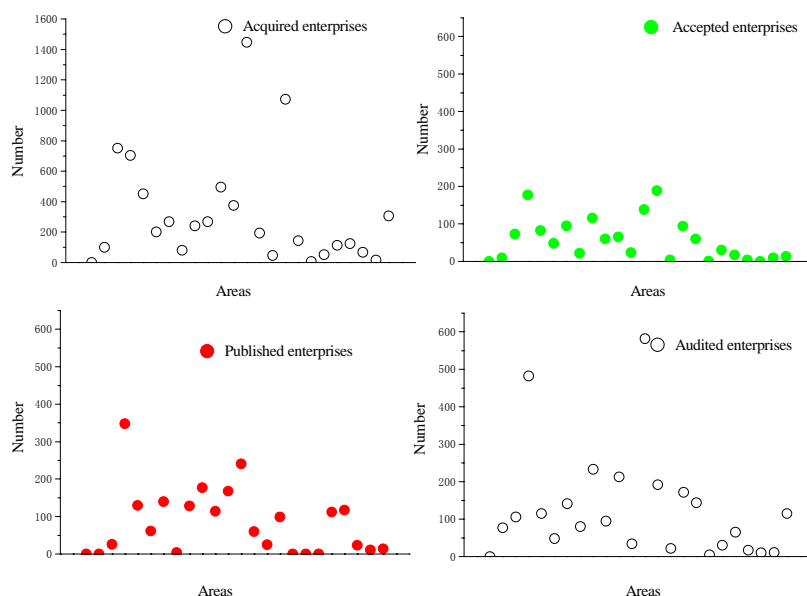 Acquired enterprises
1600
1400
1200
1000
800
600
400
200
0
Number
Areas
Accepted enterprises
600
500
400
300
200
100
0
Number
Areas
Published enterprises
600
500
400
300
200
100
0
Number
Areas
Audited enterprises
600
500
400
300
200
100
0
Number
Areas